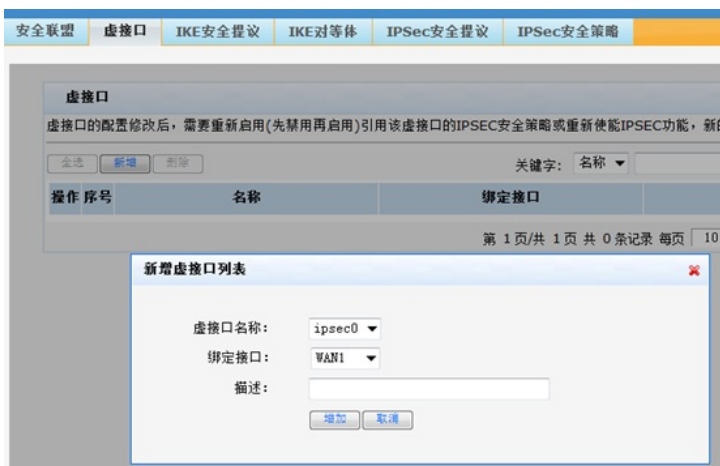 安全联盟 虚接口 IKE安全提议 IKE对等体 IPSec安全提议 IPSec安全策略
虚接口
虚接口的配置修改后，需要重新启用(先禁用再启用)引用该虚接口的IPSEC安全策略或重新使能IPSEC功能，新的
全选 新增 删除 关键字： 名称
操作 序号 名称 绑定接口
第 1 页/共 1 页 共 0 条记录 每页 10
新增虚接口列表
虚接口名称： ipsec0
绑定接口： WAN1
描述：
增加 取消